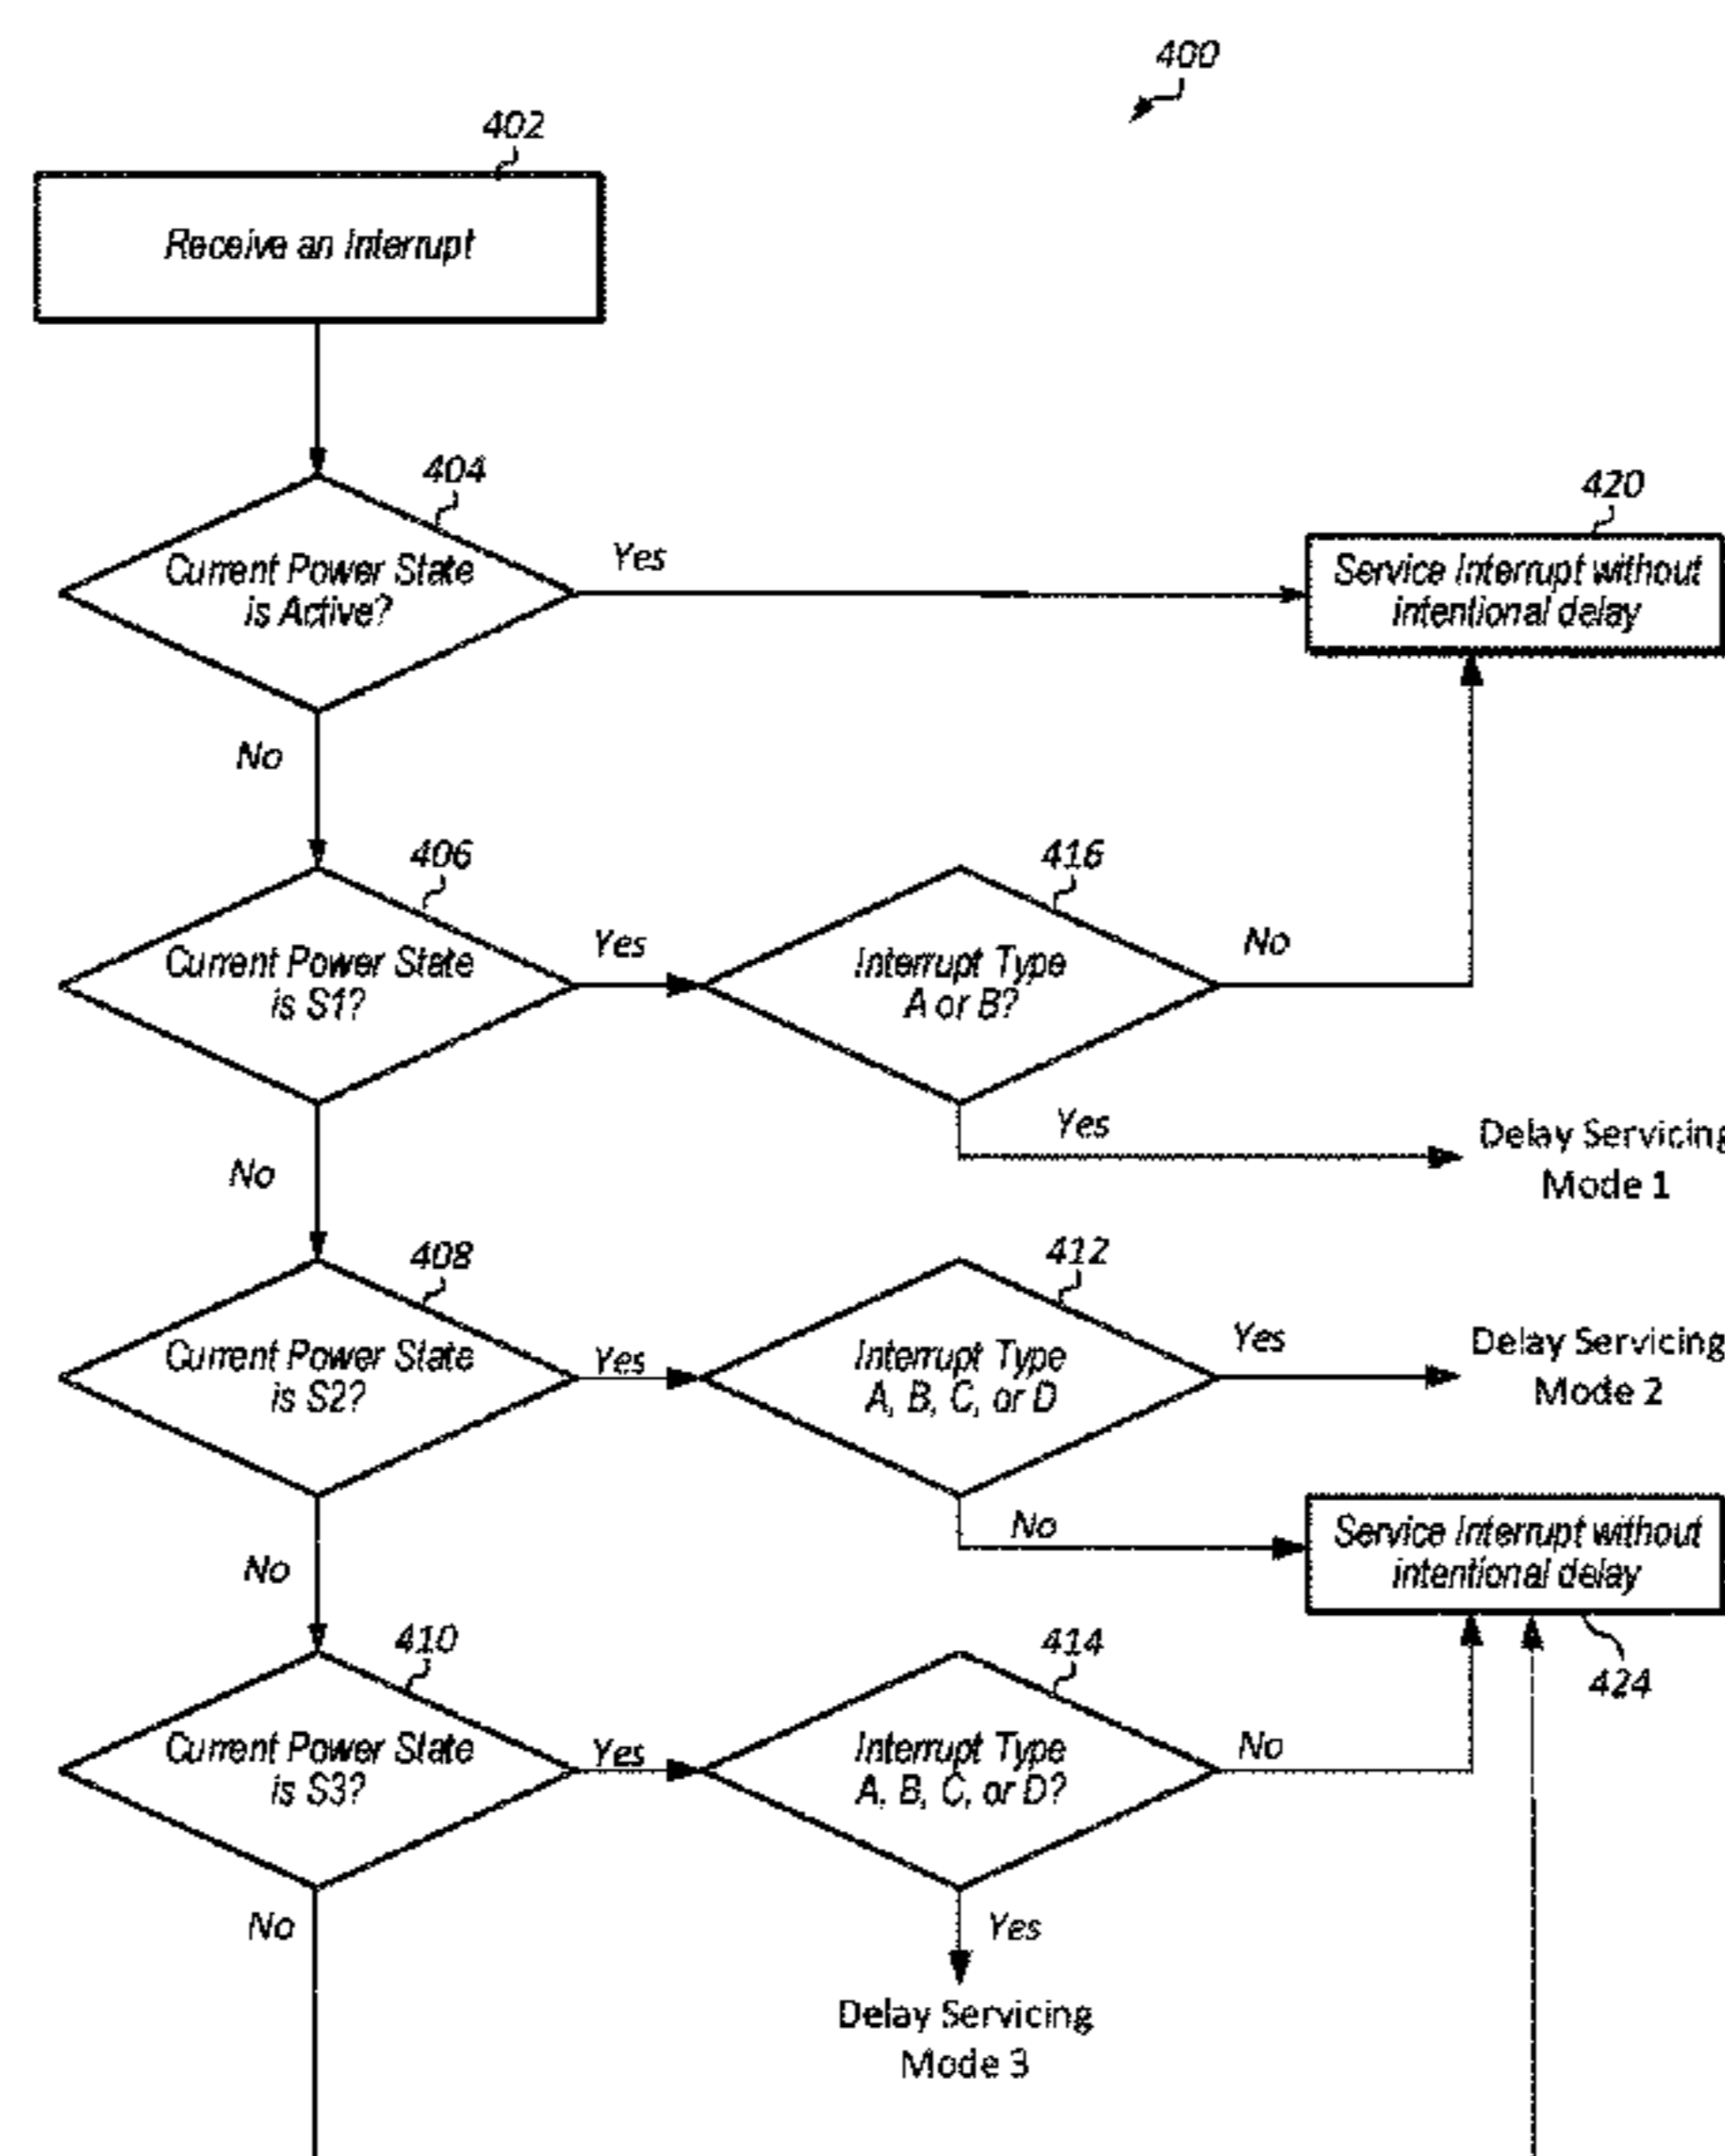 400
402
Receive an Interrupt
404
Current Power State
is Active?
Yes
420
Service Interrupt without
intentional delay
No
406
Current Power State
is S1?
Yes
416
Interrupt Type
A or B?
No
Yes
Delay Servicing
Mode 1
No
408
Current Power State
is S2?
Yes
412
Interrupt Type
A, B, C, or D
Yes
Delay Servicing
Mode 2
No
Service Interrupt without
intentional delay
424
No
410
Current Power State
is S3?
Yes
414
Interrupt Type
A, B, C, or D?
No
No
Yes
Delay Servicing
Mode 3